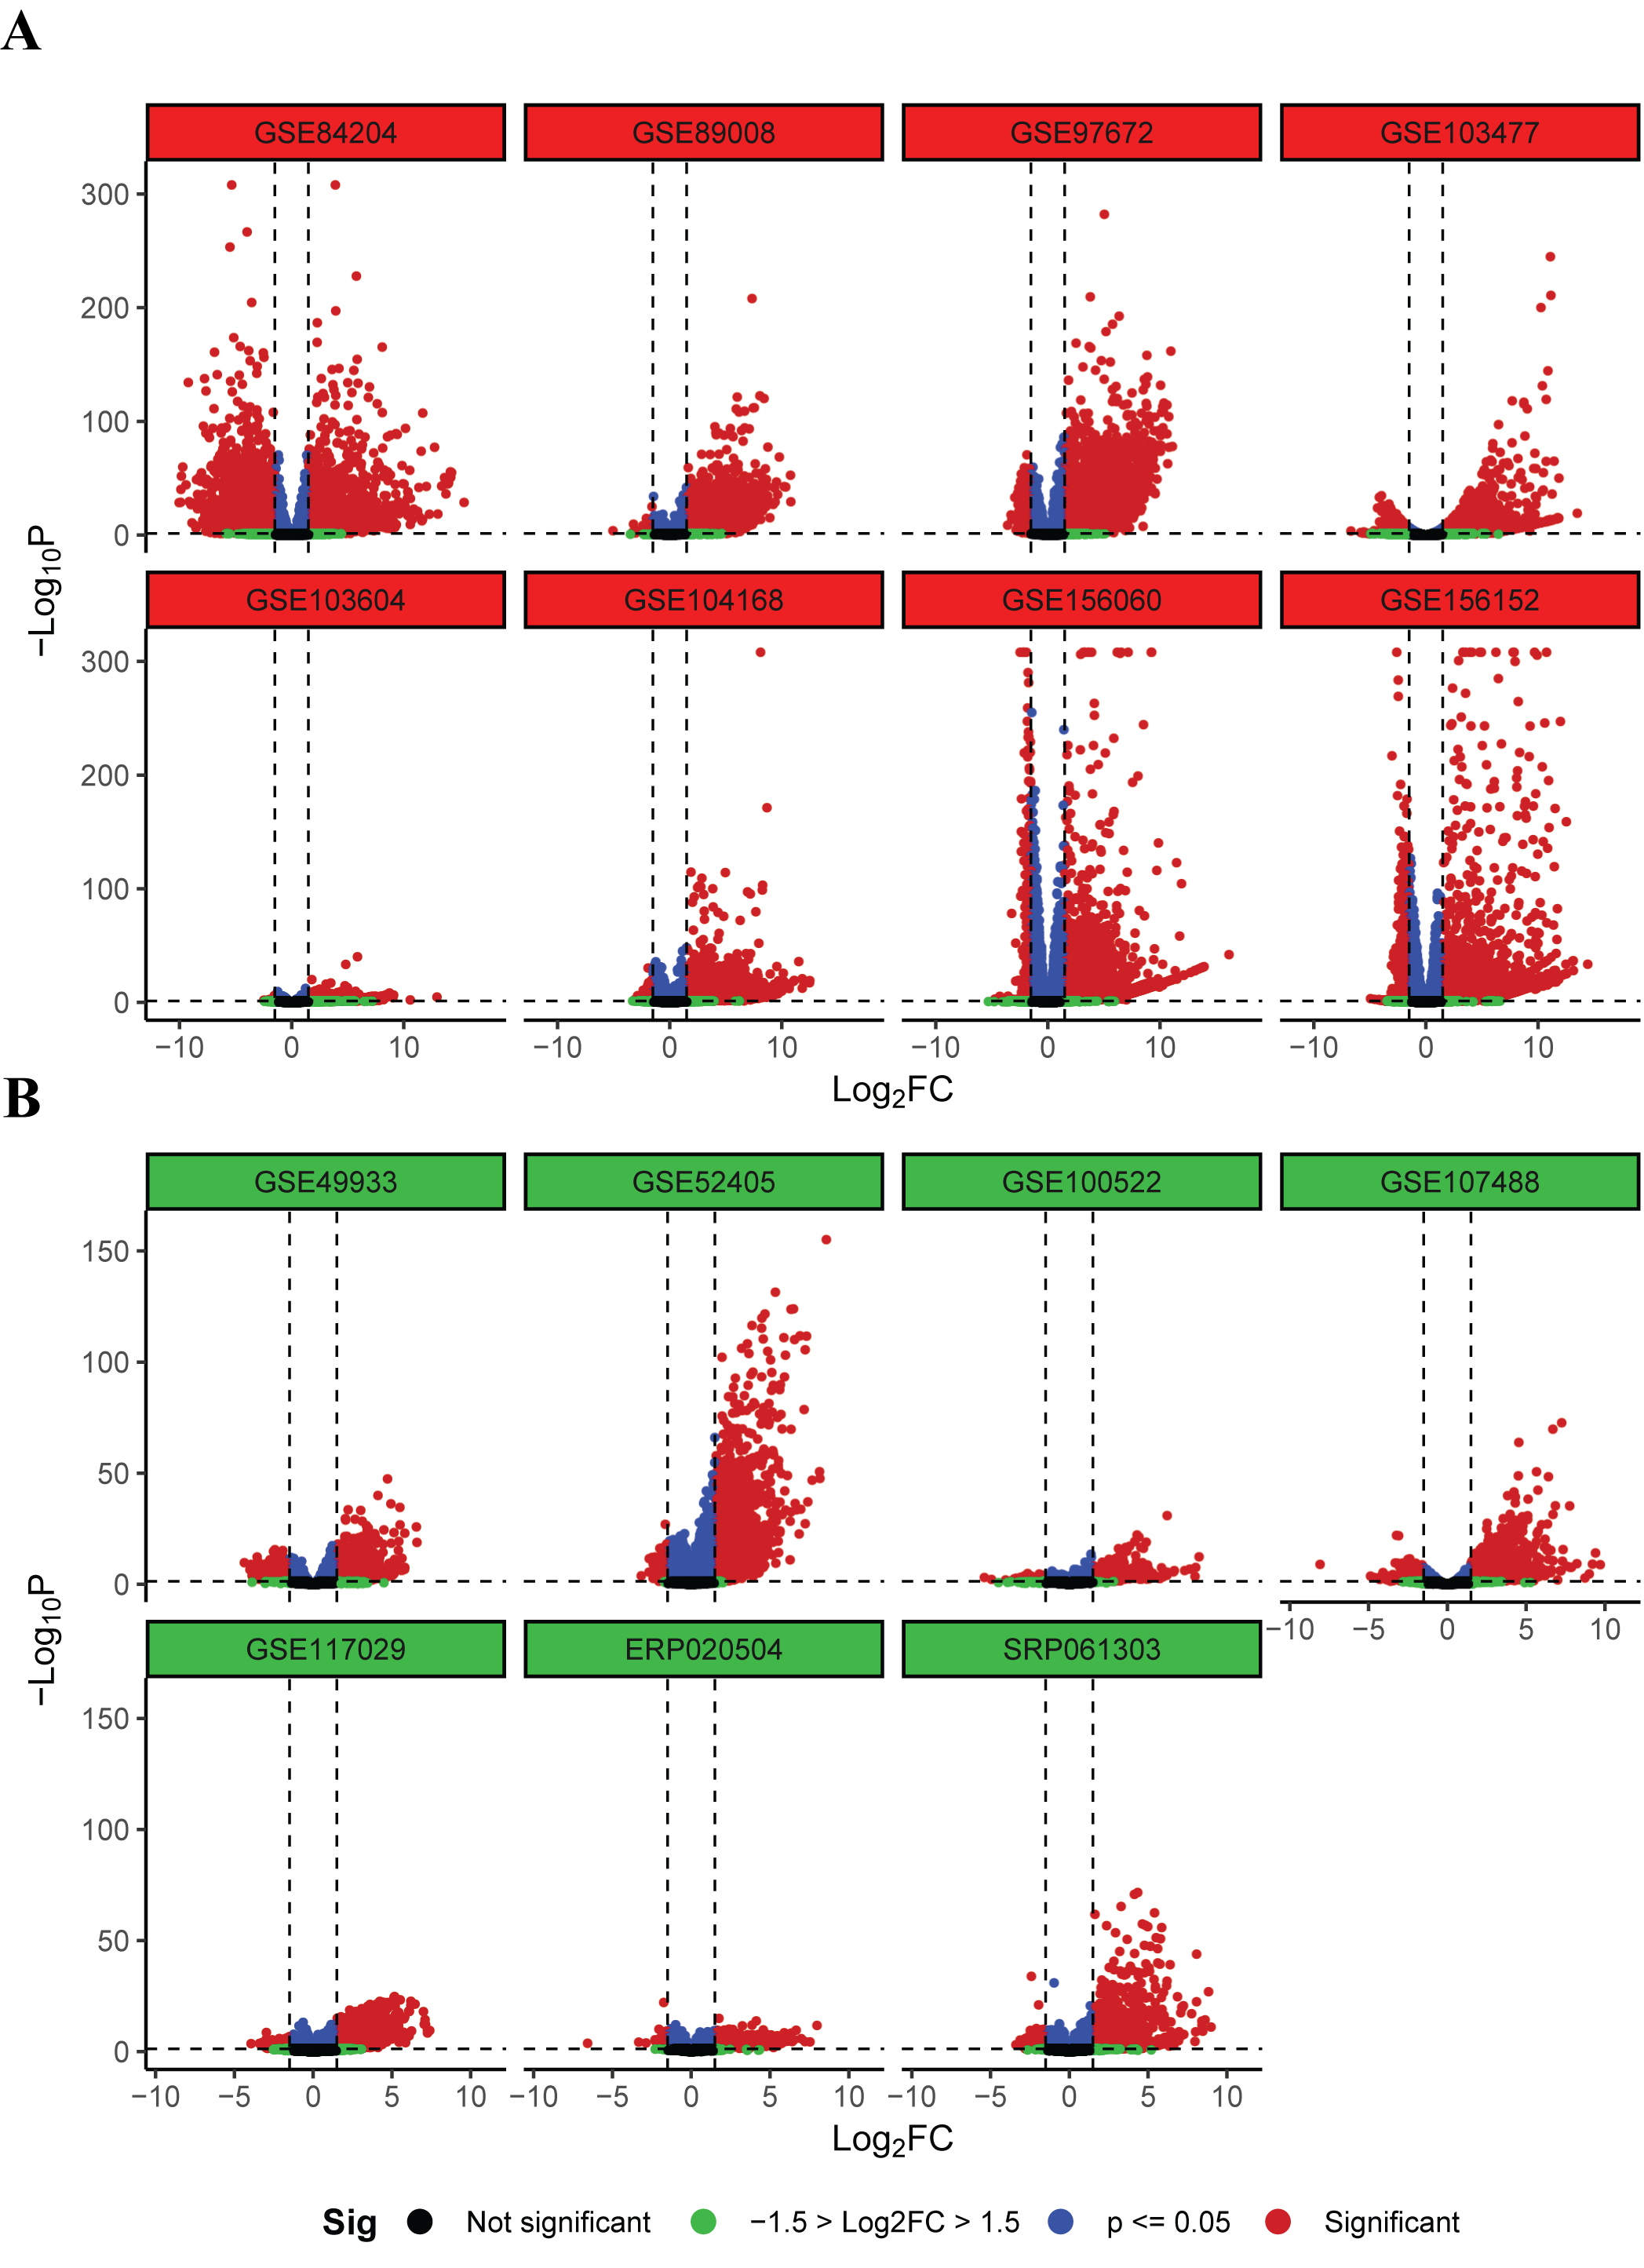 A
GSE84204 GSE89008 GSE97672 GSE103477
300
200
100
0
GSE103604 GSE104168 GSE156060 GSE156152
300
200
100
0
−10 0 10 −10 0 10 −10 0 10 −10 0 10
−Log10P
Log2FC
B
GSE49933 GSE52405 GSE100522 GSE107488
150
100
50
0
−10 −5 0 5 10
GSE117029 ERP020504 SRP061303
150
100
50
0
−10 −5 0 5 10 −10 −5 0 5 10 −10 −5 0 5 10
−Log10P
Log2FC
Sig Not significant −1.5 > Log2FC > 1.5 p <= 0.05 Significant